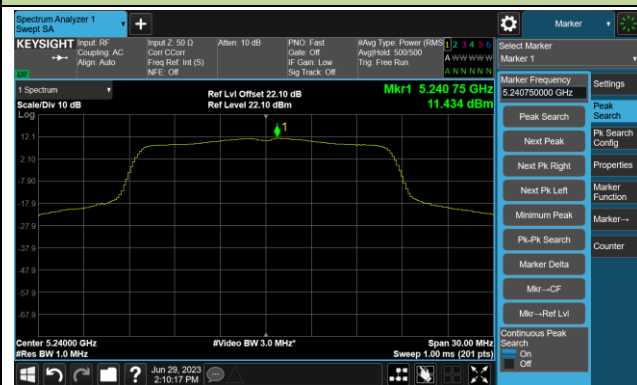 Spectrum Analyzer 1
Swept SA
+
Marker
KEYSIGHT
Input: RF
Coupling: AC
Align: Auto
Input Z: 50 Ω
Corr CCorr
Freq Ref: Int (S)
NFE: Off
Atten: 10 dB
PNO: Fast
Gate: Off
IF Gain: Low
Sig Track: Off
#Avg Type: Power (RMS)
Avg|Hold: 500/500
Trig: Free Run
1 2 3 4 5 6
A W W W W W
A N N N N N
LXI
Select Marker
Marker 1
1 Spectrum
Scale/Div 10 dB
Log
Ref Lvl Offset 22.10 dB
Ref Level 22.10 dBm
Mkr1 5.240 75 GHz
11.434 dBm
1
12.1
2.10
-7.90
-17.9
-27.9
-37.9
-47.9
-57.9
-67.9
Center 5.24000 GHz
#Res BW 1.0 MHz
#Video BW 3.0 MHz*
Span 30.00 MHz
Sweep 1.00 ms (201 pts)
Marker Frequency
5.240750000 GHz
Peak Search
Next Peak
Next Pk Right
Next Pk Left
Minimum Peak
Pk-Pk Search
Marker Delta
Mkr→CF
Mkr→Ref Lvl
Continuous Peak
Search
On
Off
Settings
Peak
Search
Pk Search
Config
Properties
Marker
Function
Marker→
Counter
?
Jun 29, 2023
2:10:17 PM